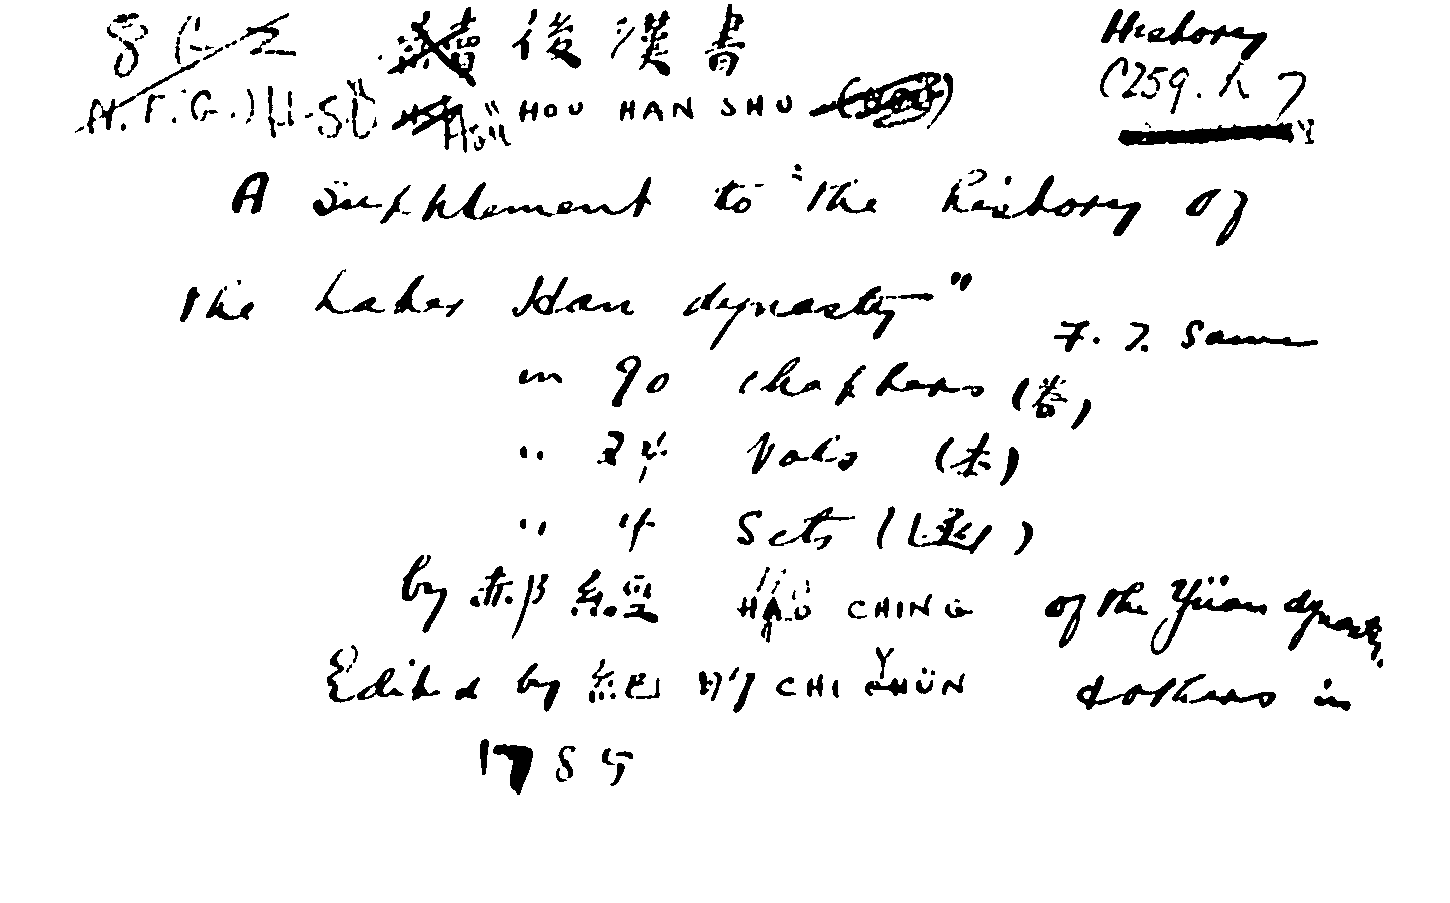 8 C 2 續後漢書 History
(N.F.G.) HSÜ HOU HAN SHU C259.h 7
A supplement to "the history of
the Later Han dynasty"
F. T. Same
in 90 chapters (卷)
" 24 Vols (本)
" 4 Sets (函)
by 郝經 HAO CHING of the Yüan dynasty.
Edited by 紀昀 CHI YÜN & others in
1785